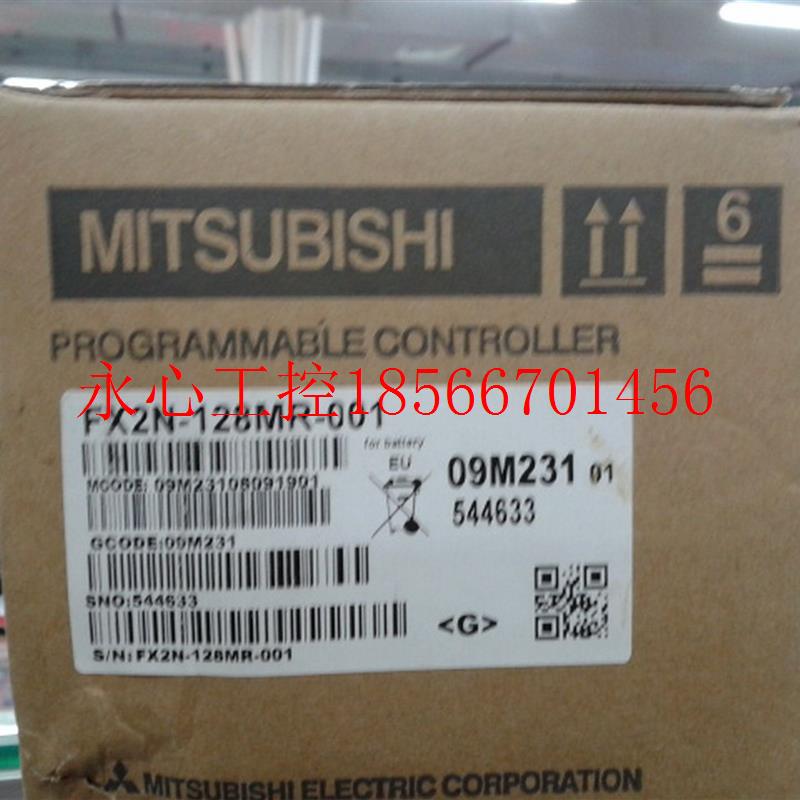 MITSUBISHI
6
PROGRAMMABLE CONTROLLER
永心工控18566701456
FX2N-128MR-001
for battery
EU
09M231 01
MCODE: 09M23106091901
544633
GCODE:09M231
SNO:544633
<G>
S/N: FX2N-128MR-001
MITSUBISHI ELECTRIC CORPORATION